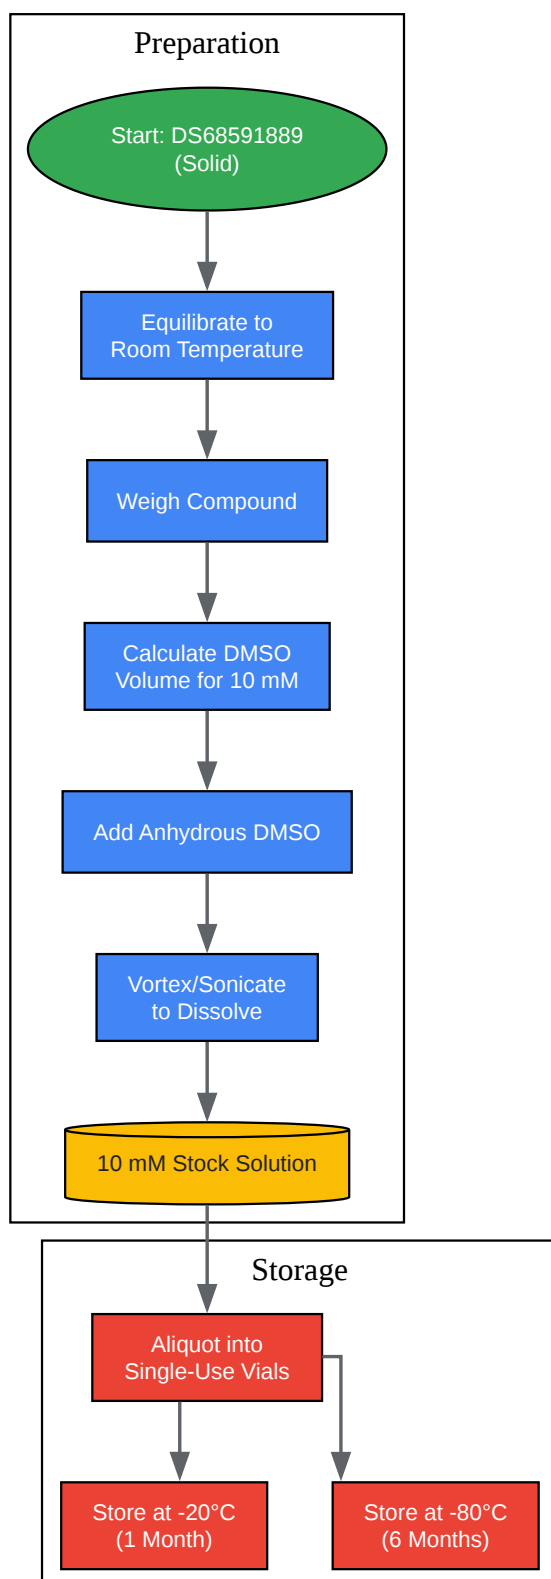 Preparation
Start: DS68591889
(Solid)
Equilibrate to
Room Temperature
Weigh Compound
Calculate DMSO
Volume for 10 mM
Add Anhydrous DMSO
Vortex/Sonicate
to Dissolve
10 mM Stock Solution
Storage
Aliquot into
Single-Use Vials
Store at -20°C
(1 Month)
Store at -80°C
(6 Months)